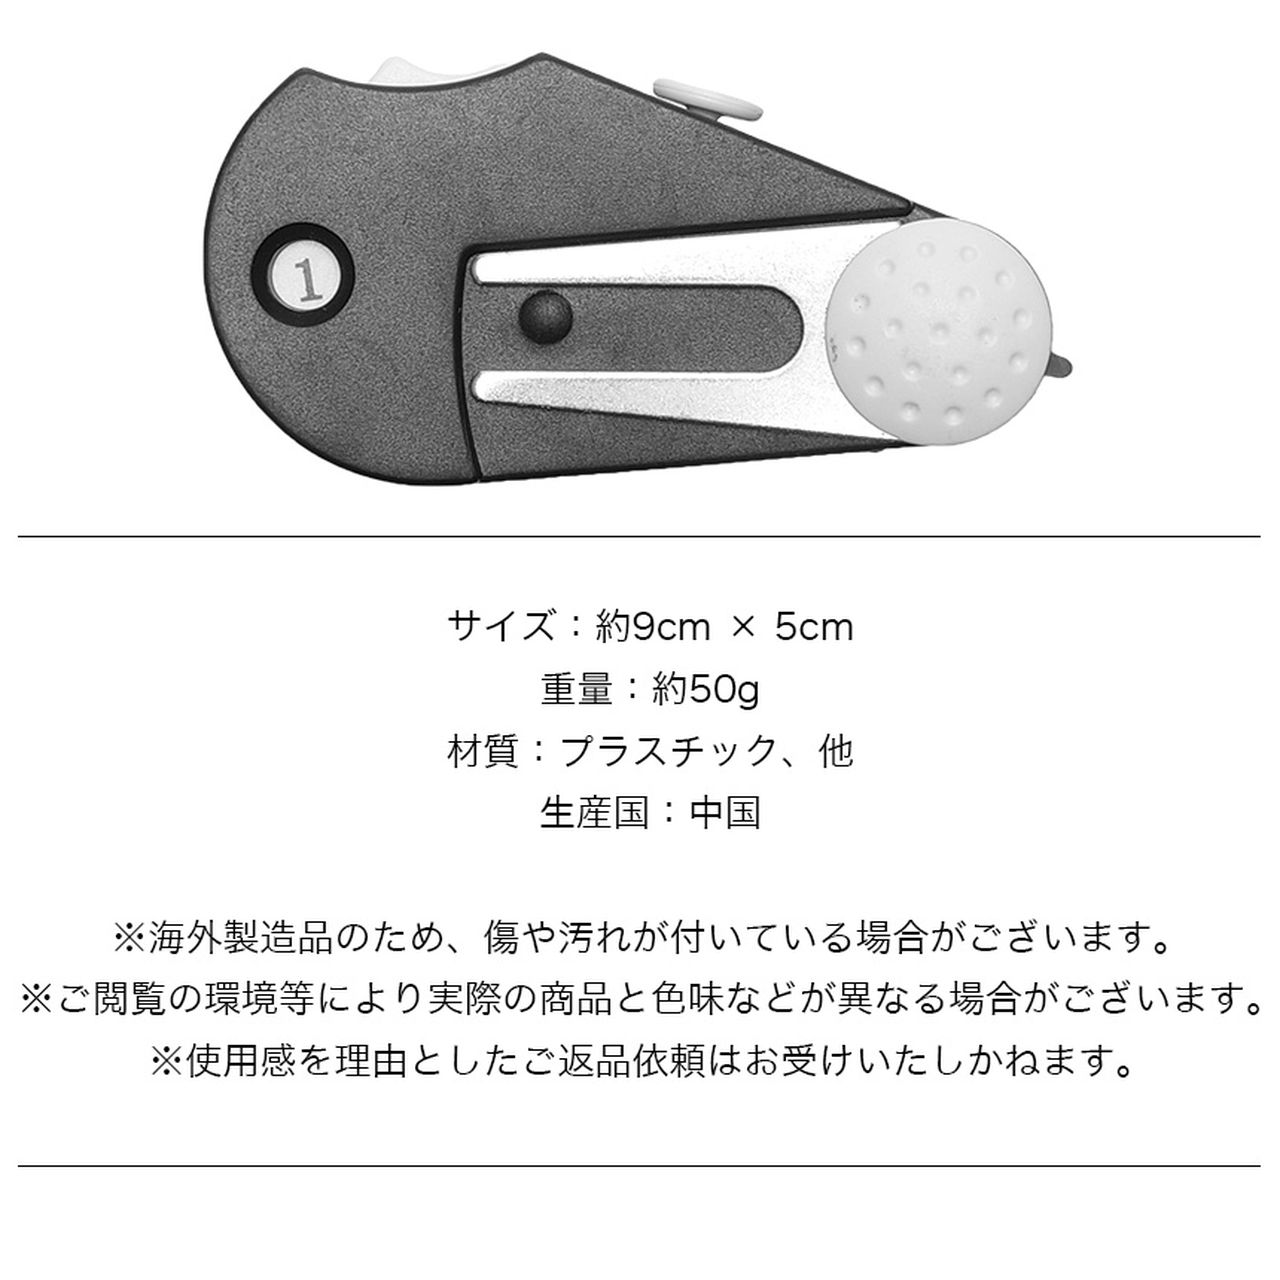 1
サイズ：約9cm × 5cm
重量：約50g
材質：プラスチック、他
生産国：中国
※海外製造品のため、傷や汚れが付いている場合がございます。
※ご閲覧の環境等により実際の商品と色味などが異なる場合がございます。
※使用感を理由としたご返品依頼はお受けいたしかねます。